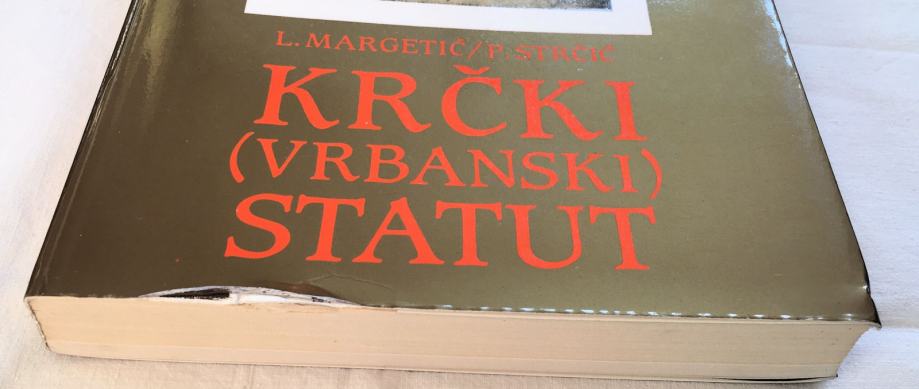 L. MARGETIĆ/P. STRČIĆ
KRČKI
(VRBANSKI)
STATUT